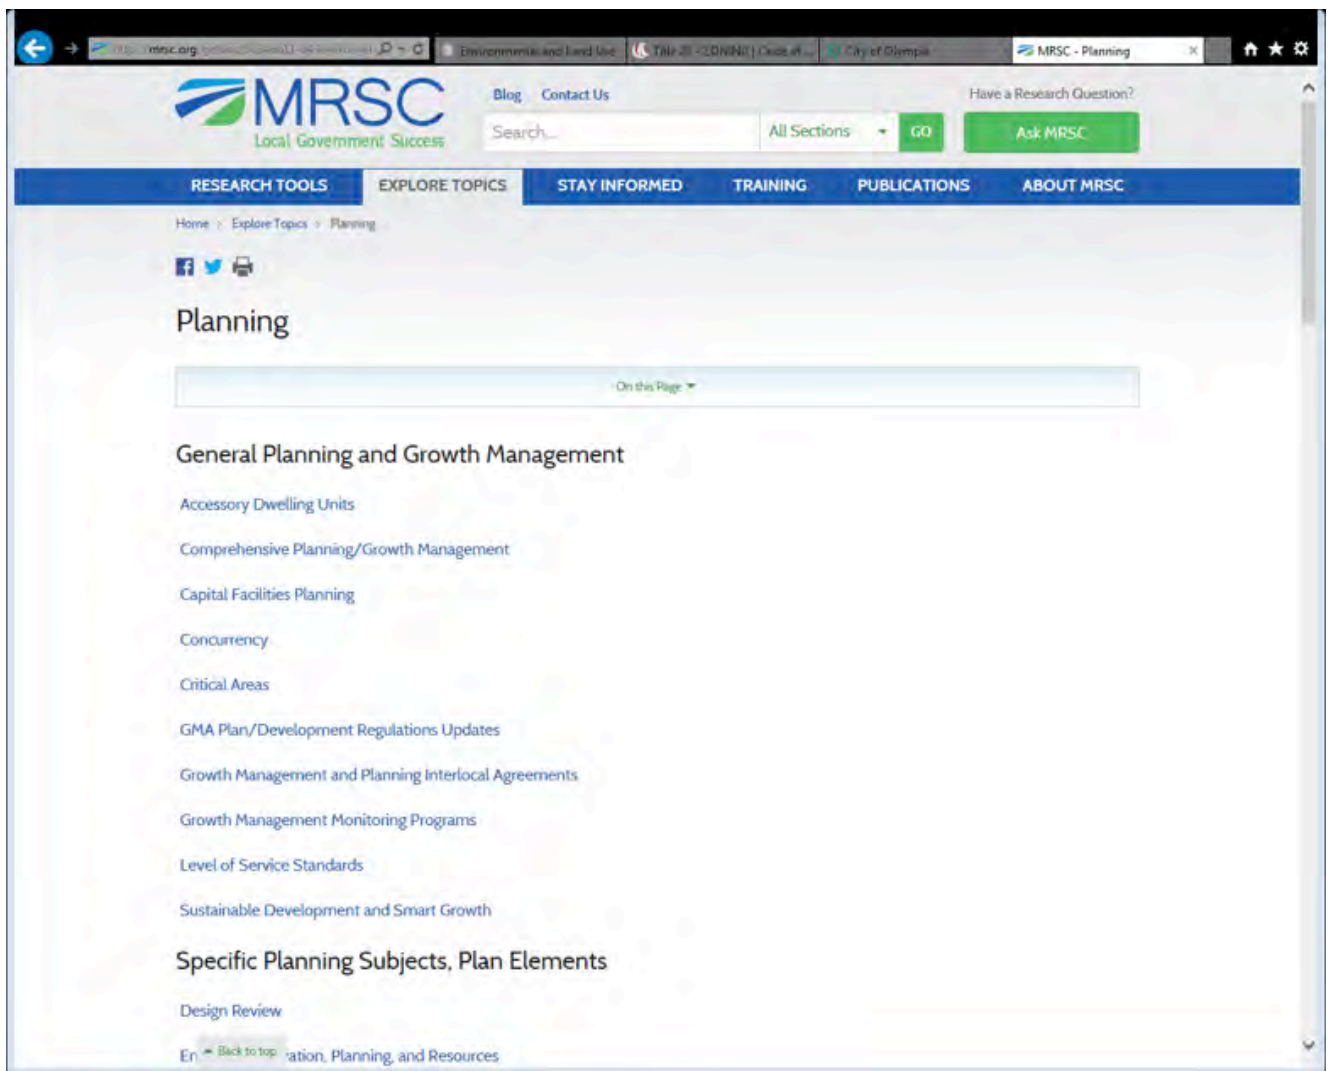 mrsc.org
Environmental and Land Use
City of Olympia
MRSC - Planning
MRSC
Local Government Success
Blog Contact Us
Have a Research Question?
Search...
All Sections
GO
Ask MRSC
RESEARCH TOOLS EXPLORE TOPICS STAY INFORMED TRAINING PUBLICATIONS ABOUT MRSC
Home > Explore Topics > Planning
Planning
On this Page
General Planning and Growth Management
Accessory Dwelling Units
Comprehensive Planning/Growth Management
Capital Facilities Planning
Concurrency
Critical Areas
GMA Plan/Development Regulations Updates
Growth Management and Planning Interlocal Agreements
Growth Management Monitoring Programs
Level of Service Standards
Sustainable Development and Smart Growth
Specific Planning Subjects, Plan Elements
Design Review
Back to top
En ation, Planning, and Resources